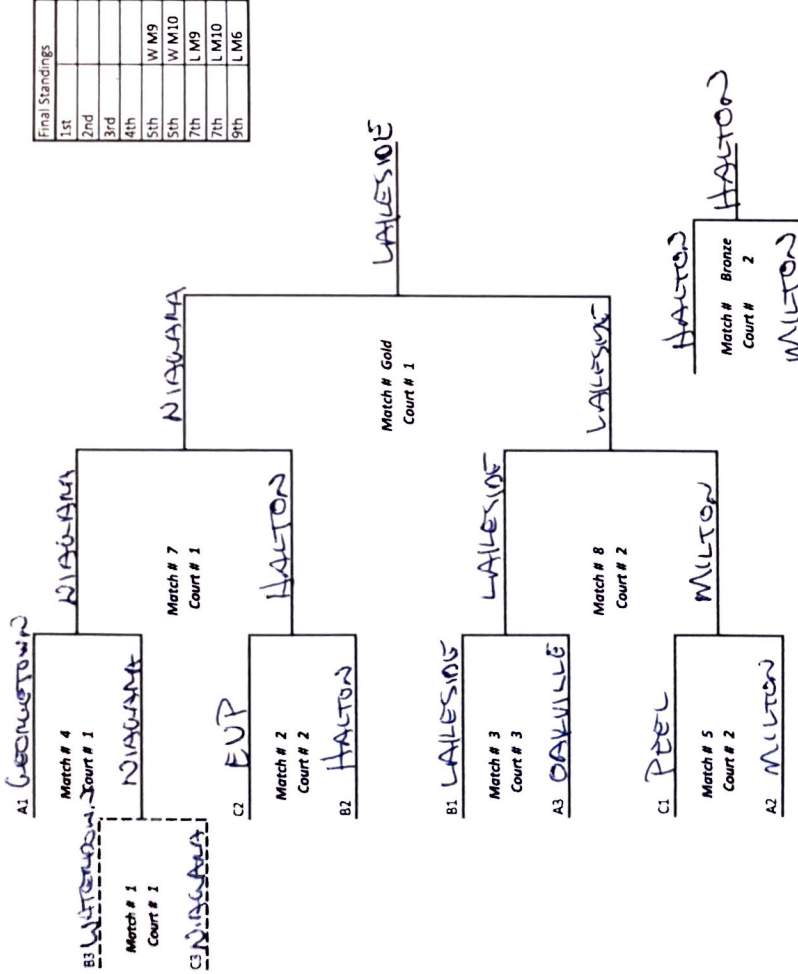 Final Standings
1st
2nd
3rd
4th
5th W M9
5th W M10
7th L M9
7th L M10
9th L M6
A1 GEORGETOWN
Match # 4
Court # 1
NIAGARA
B3 WATERDOWN
Match # 1
Court # 1
C3 NIAGARA
NIAGARA
Match # 7
Court # 1
C2 EVP
Match # 2
Court # 2
B2 HALTON
HALTON
NIAGARA
Match # Gold
Court # 1
LAKESIDE
B1 LAKESIDE
Match # 3
Court # 3
A3 OAKVILLE
LAKESIDE
Match # 8
Court # 2
C1 PEEL
Match # 5
Court # 2
A2 MILTON
MILTON
LAKESIDE
HALTON
Match # Bronze
Court # 2
MILTON
HALTON